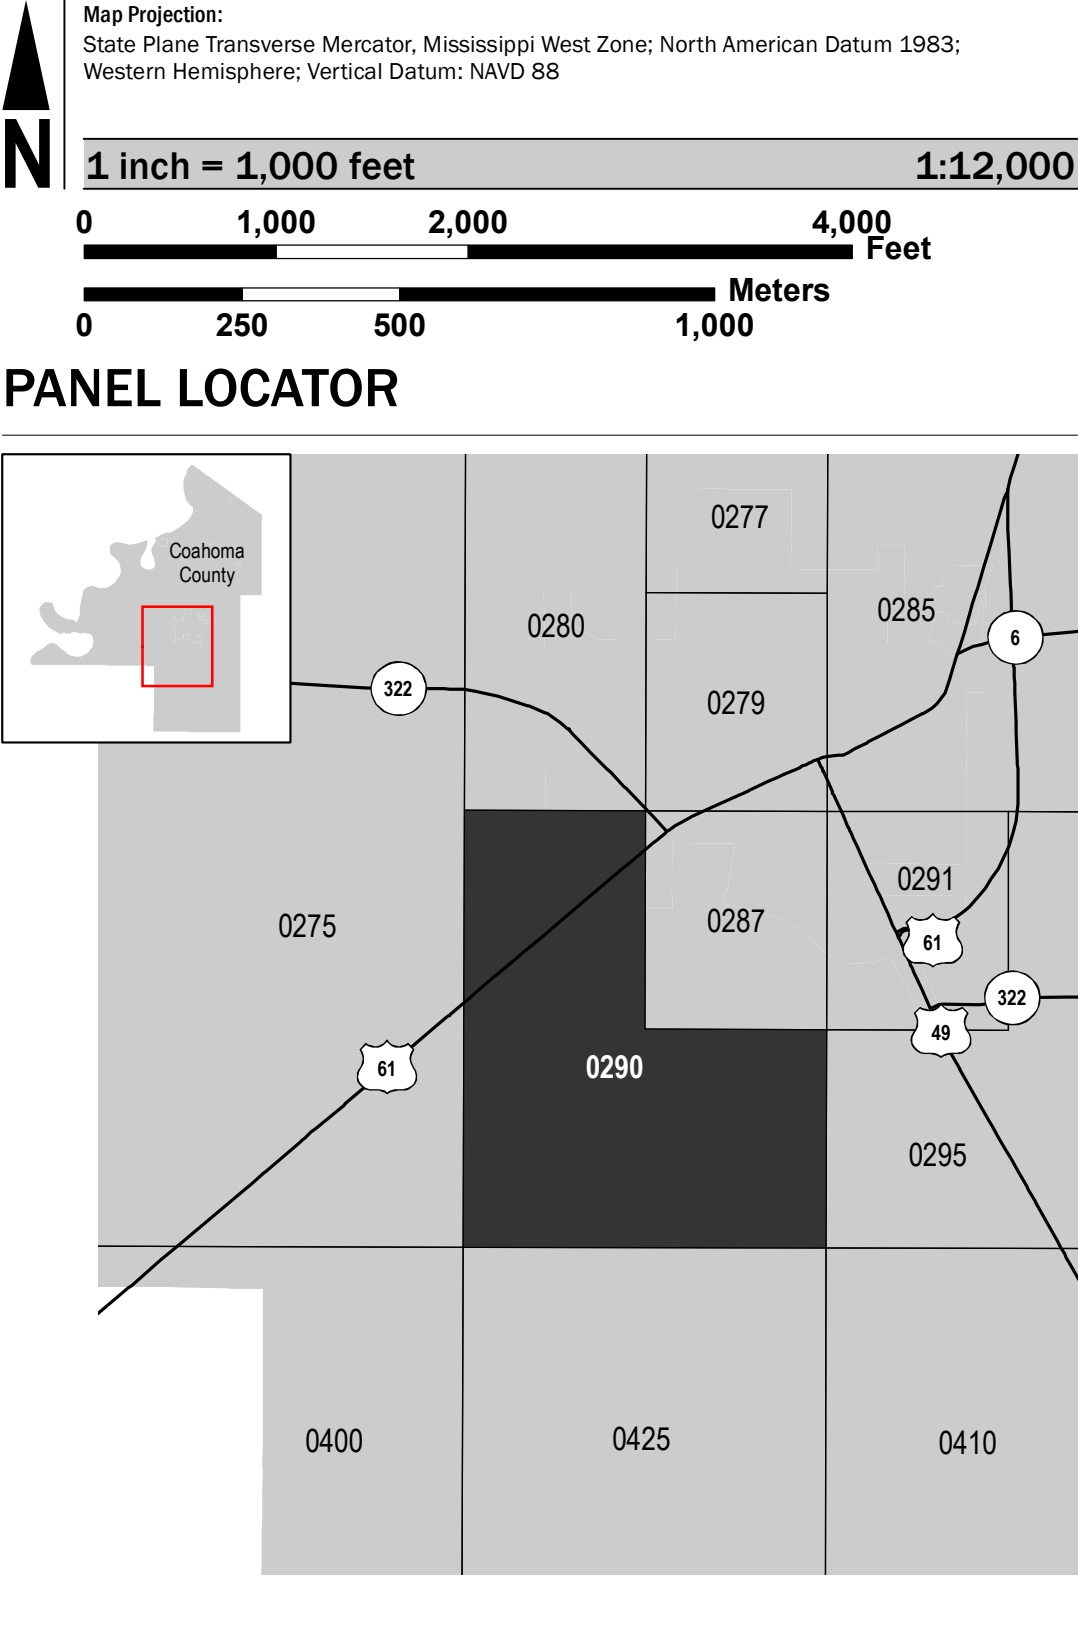 N
Map Projection:
State Plane Transverse Mercator, Mississippi West Zone; North American Datum 1983;
Western Hemisphere; Vertical Datum: NAVD 88
1 inch = 1,000 feet 1:12,000
0 1,000 2,000 4,000
Feet
Meters
0 250 500 1,000
PANEL LOCATOR
Coahoma
County
0277
0280
0285
6
322
0279
0275
0287
0291
61
322
49
61
0290
0295
0400
0425
0410